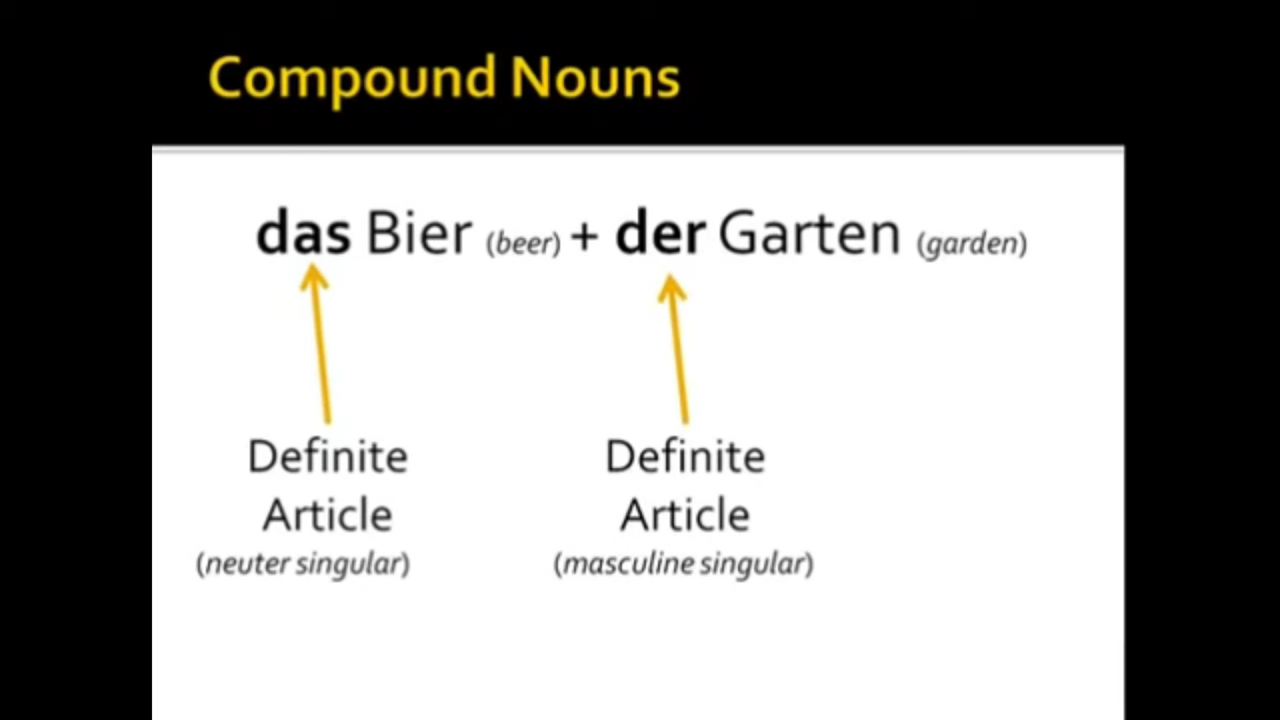 Compound Nouns
das Bier (beer) + der Garten (garden)
Definite
Article
(neuter singular)
Definite
Article
(masculine singular)